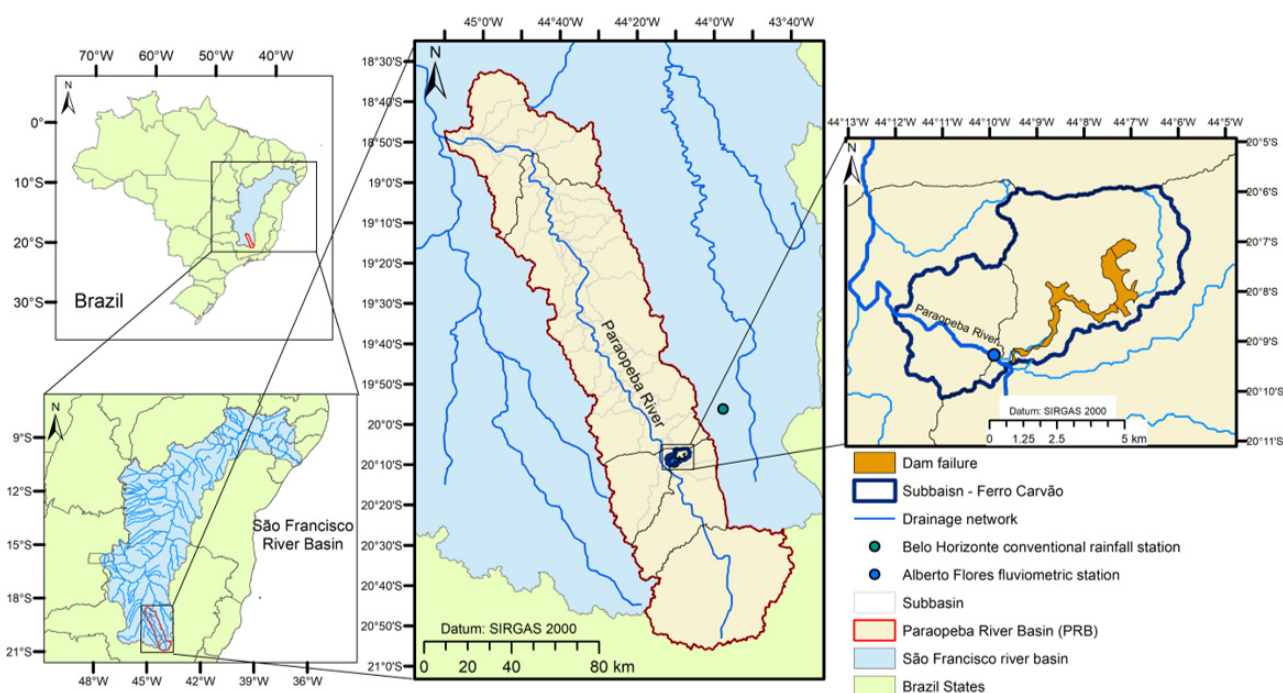 70°W 60°W 50°W 40°W
N
0°
10°S
20°S
30°S
Brazil
N
9°S
12°S
15°S
18°S
21°S
São Francisco
River Basin
48°W 45°W 42°W 39°W 36°W
45°0'W 44°40'W 44°20'W 44°0'W 43°40'W
N
18°30'S
18°40'S
18°50'S
19°0'S
19°10'S
19°20'S
19°30'S
19°40'S
19°50'S
20°0'S
20°10'S
20°30'S
20°40'S
20°50'S
21°0'S
Paraopeba River
Datum: SIRGAS 2000
0 20 40 80 km
44°13'W 44°12'W 44°11'W 44°10'W 44°9'W 44°8'W 44°7'W 44°6'W 44°5'W
N
20°5'S
20°6'S
20°7'S
20°8'S
20°9'S
20°10'S
20°11'S
Paraopeba River
Datum: SIRGAS 2000
0 1.25 2.5 5 km
Dam failure
Subbaisn - Ferro Carvão
Drainage network
Belo Horizonte conventional rainfall station
Alberto Flores fluviometric station
Subbasin
Paraopeba River Basin (PRB)
São Francisco river basin
Brazil States